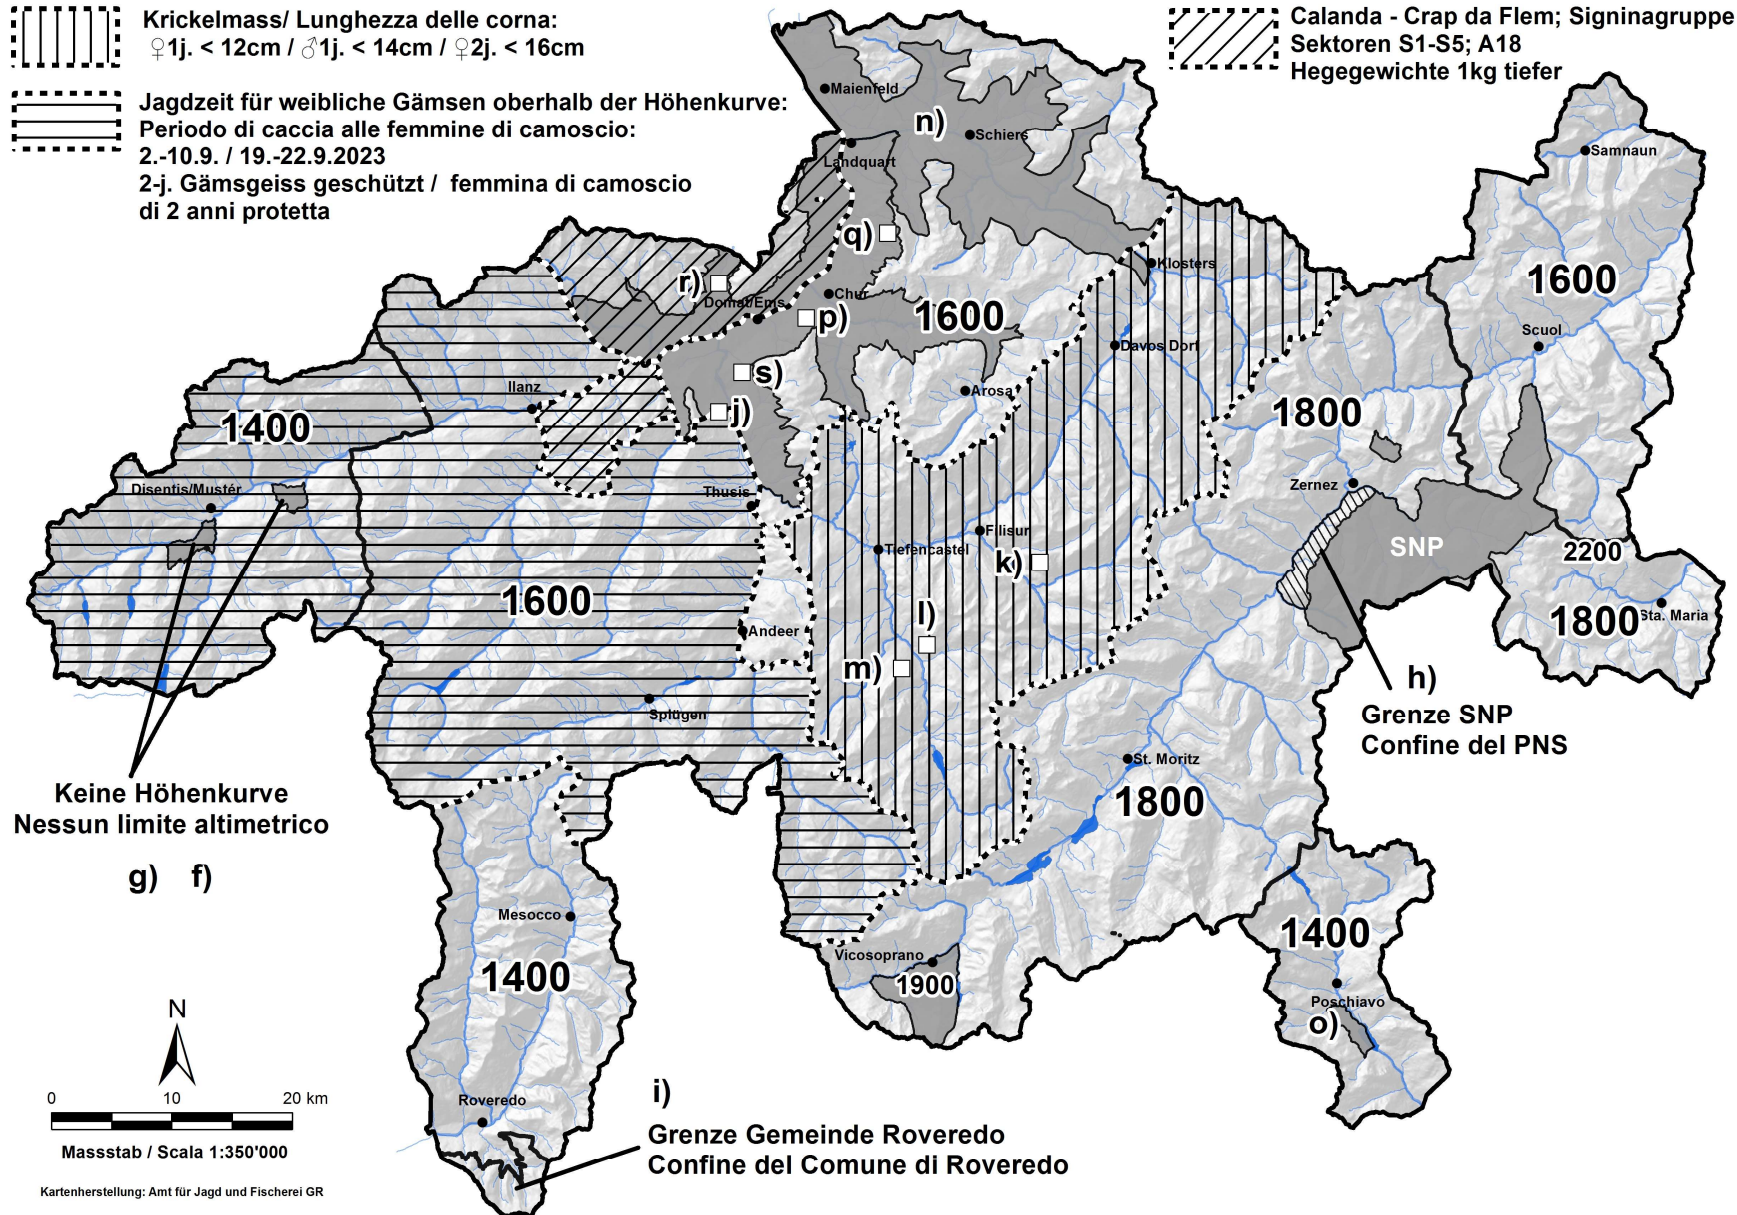 Krickelmass/ Lunghezza delle corna:
♀1j. < 12cm / ♂1j. < 14cm / ♀2j. < 16cm
Jagdzeit für weibliche Gämsen oberhalb der Höhenkurve:
Periodo di caccia alle femmine di camoscio:
2.-10.9. / 19.-22.9.2023
2-j. Gämsgeiss geschützt / femmina di camoscio
di 2 anni protetta
Calanda - Crap da Flem; Signinagruppe
Sektoren S1-S5; A18
Hegegewichte 1kg tiefer
Maienfeld
n)
Schiers
Landquart
Samnaun
q)
Klosters
r)
Domat/Ems
Chur
p)
1600
1600
Scuol
Davos Dorf
s)
Ilanz
Arosa
j)
1400
1800
Disentis/Mustér
Thusis
Zernez
Filisur
Tiefencastel
k)
SNP
2200
1600
Andeer
l)
1800
Sta. Maria
m)
h)
Grenze SNP
Confine del PNS
Splügen
St. Moritz
1800
Keine Höhenkurve
Nessun limite altimetrico
g) f)
Mesocco
1400
1400
Vicosoprano
1900
Poschiavo
o)
N
0 10 20 km
Massstab / Scala 1:350'000
Kartenherstellung: Amt für Jagd und Fischerei GR
Roveredo
i)
Grenze Gemeinde Roveredo
Confine del Comune di Roveredo